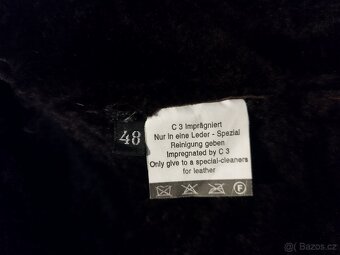 48
C 3 Imprägniert
Nur in eine Leder - Spezial
Reinigung geben
Impregnated by C 3
Only give to a special-cleaners
for leather
F
Bazos.cz